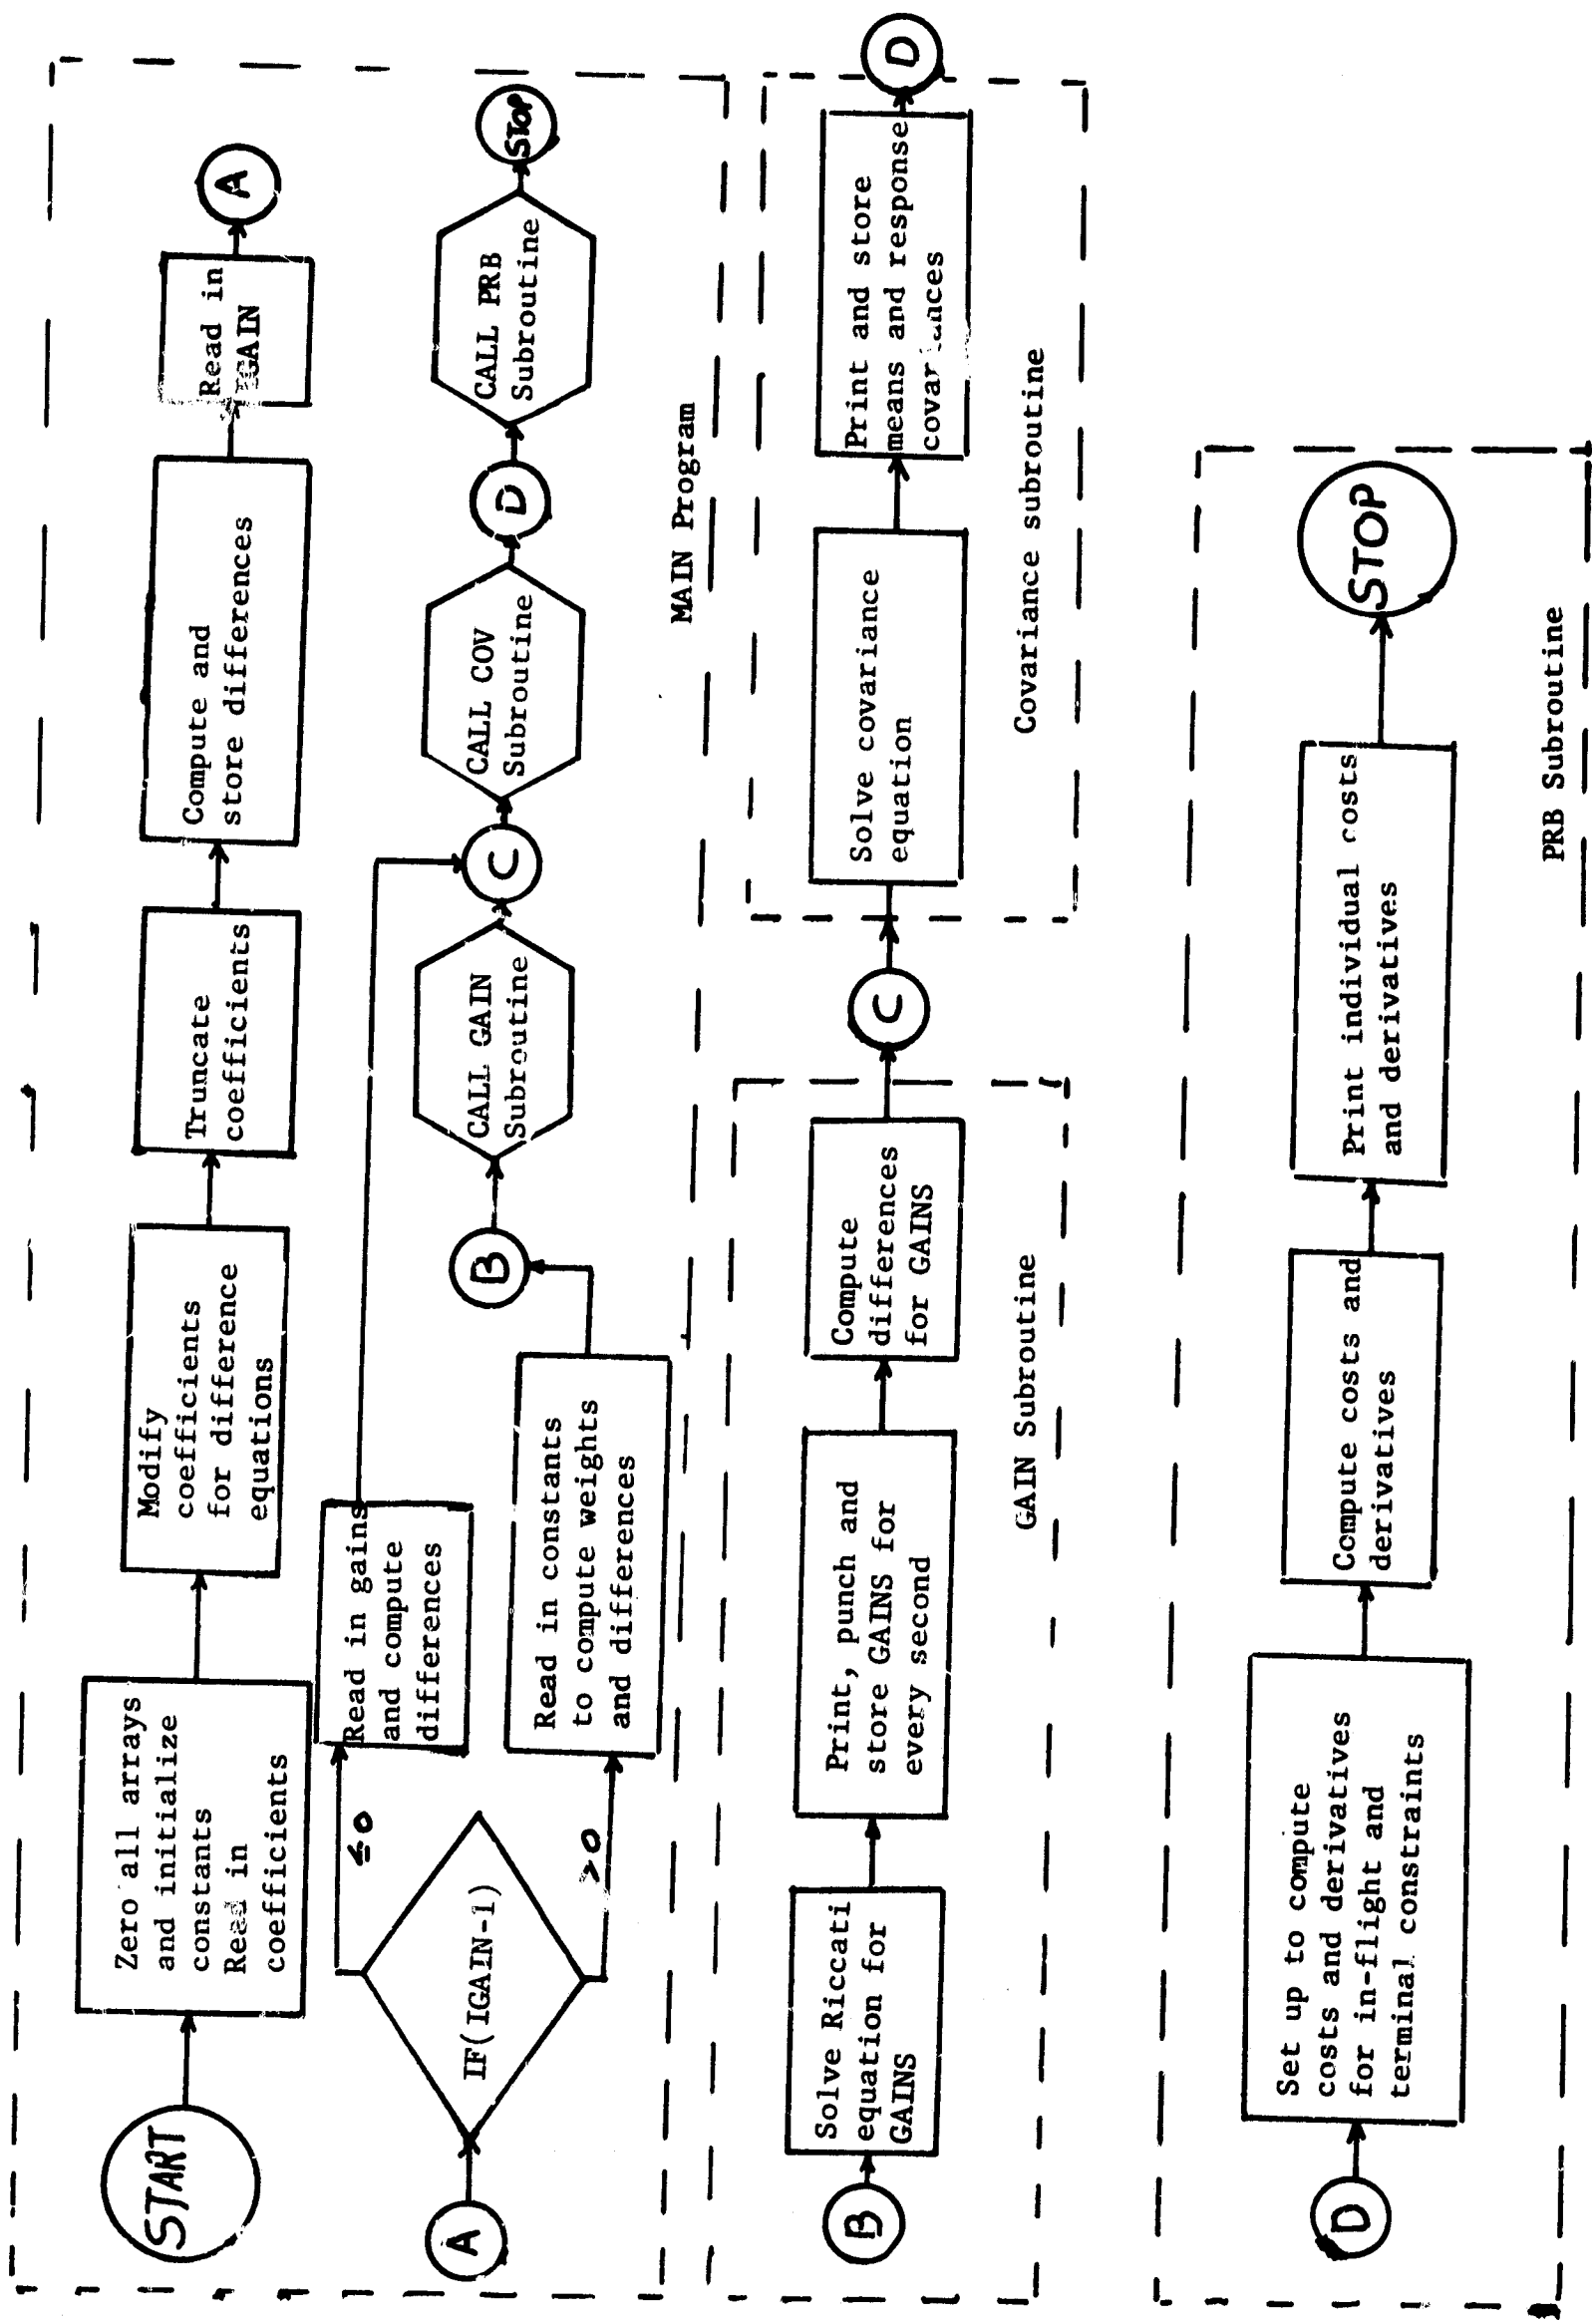 START
Zero all arrays
and initialize
constants
Read in
coefficients
Modify
coefficients
for difference
equations
Truncate
coefficients
Compute and
store differences
Read in
IGAIN
A
A
IF(IGAIN-1)
≤0
>0
Read in gains
and compute
differences
Read in constants
to compute weights
and differences
B
CALL GAIN
Subroutine
C
CALL COV
Subroutine
D
CALL PRB
Subroutine
STOP
MAIN Program
B
Solve Riccati
equation for
GAINS
Print, punch and
store GAINS for
every second
Compute
differences
for GAINS
GAIN Subroutine
C
Solve covariance
equation
Print and store
means and response
covariances
D
Covariance subroutine
D
Set up to compute
costs and derivatives
for in-flight and
terminal constraints
Compute costs and
derivatives
Print individual costs
and derivatives
STOP
PRB Subroutine